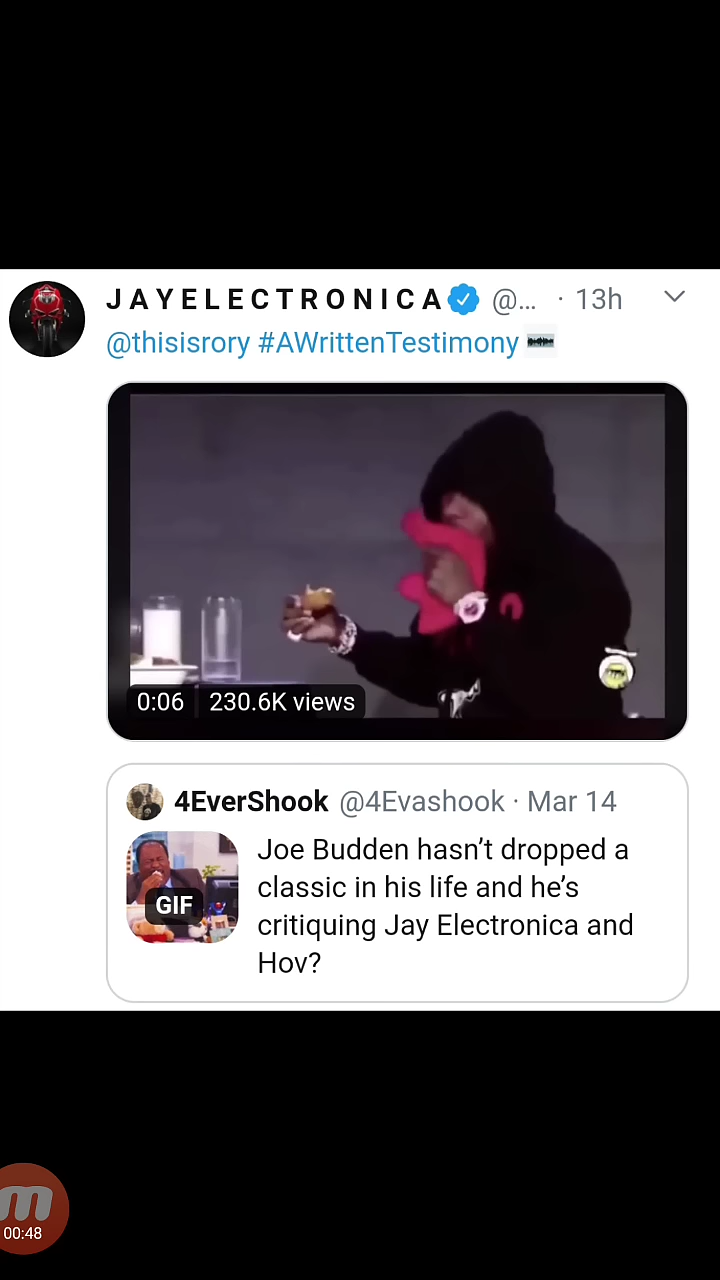 JAYELECTRONICA @... · 13h
@thisisrory #AWrittenTestimony
0:06 230.6K views
4EverShook @4Evashook · Mar 14
GIF
Joe Budden hasn’t dropped a
classic in his life and he’s
critiquing Jay Electronica and
Hov?
m
00:48